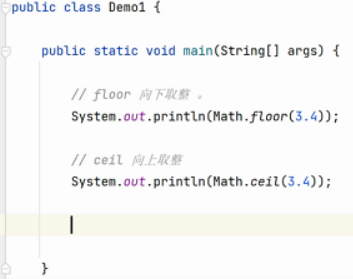 public class Demo1 {
public static void main(String[] args) {
// floor 向下取整 。
System.out.println(Math.floor(3.4));
// ceil 向上取整
System.out.println(Math.ceil(3.4));
}